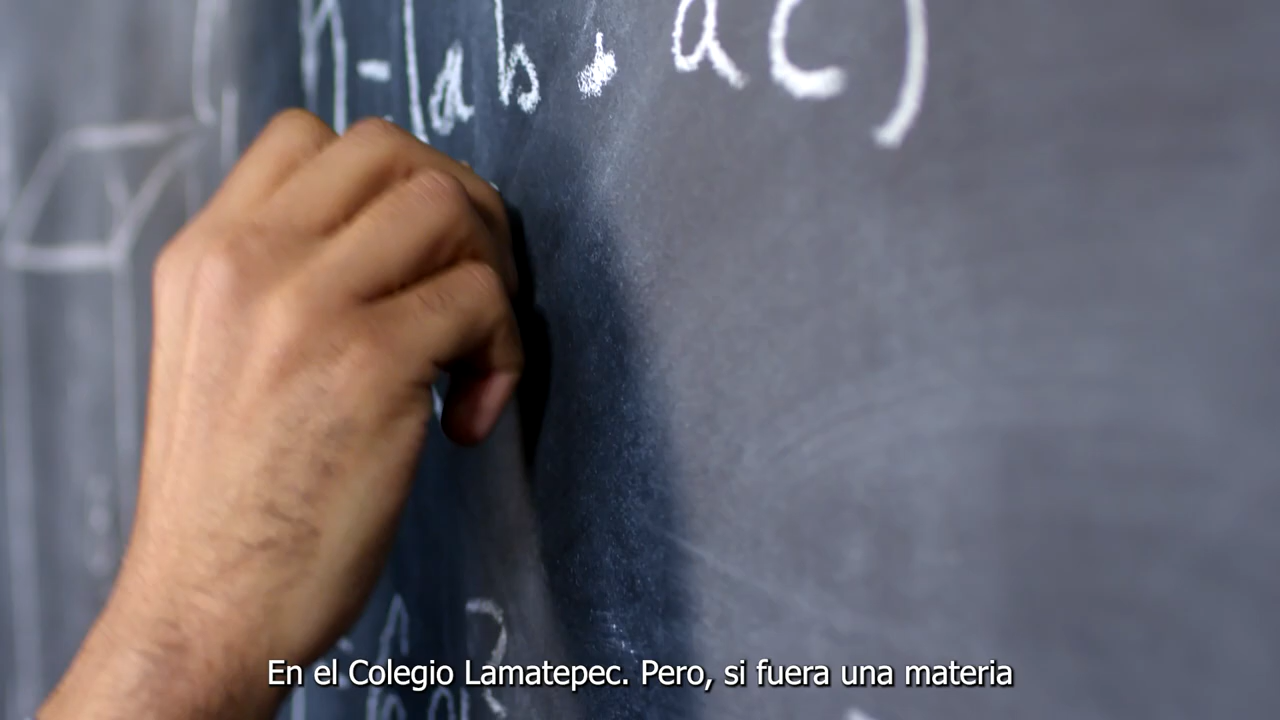 h-(ab. ac)
En el Colegio Lamatepec. Pero, si fuera una materia